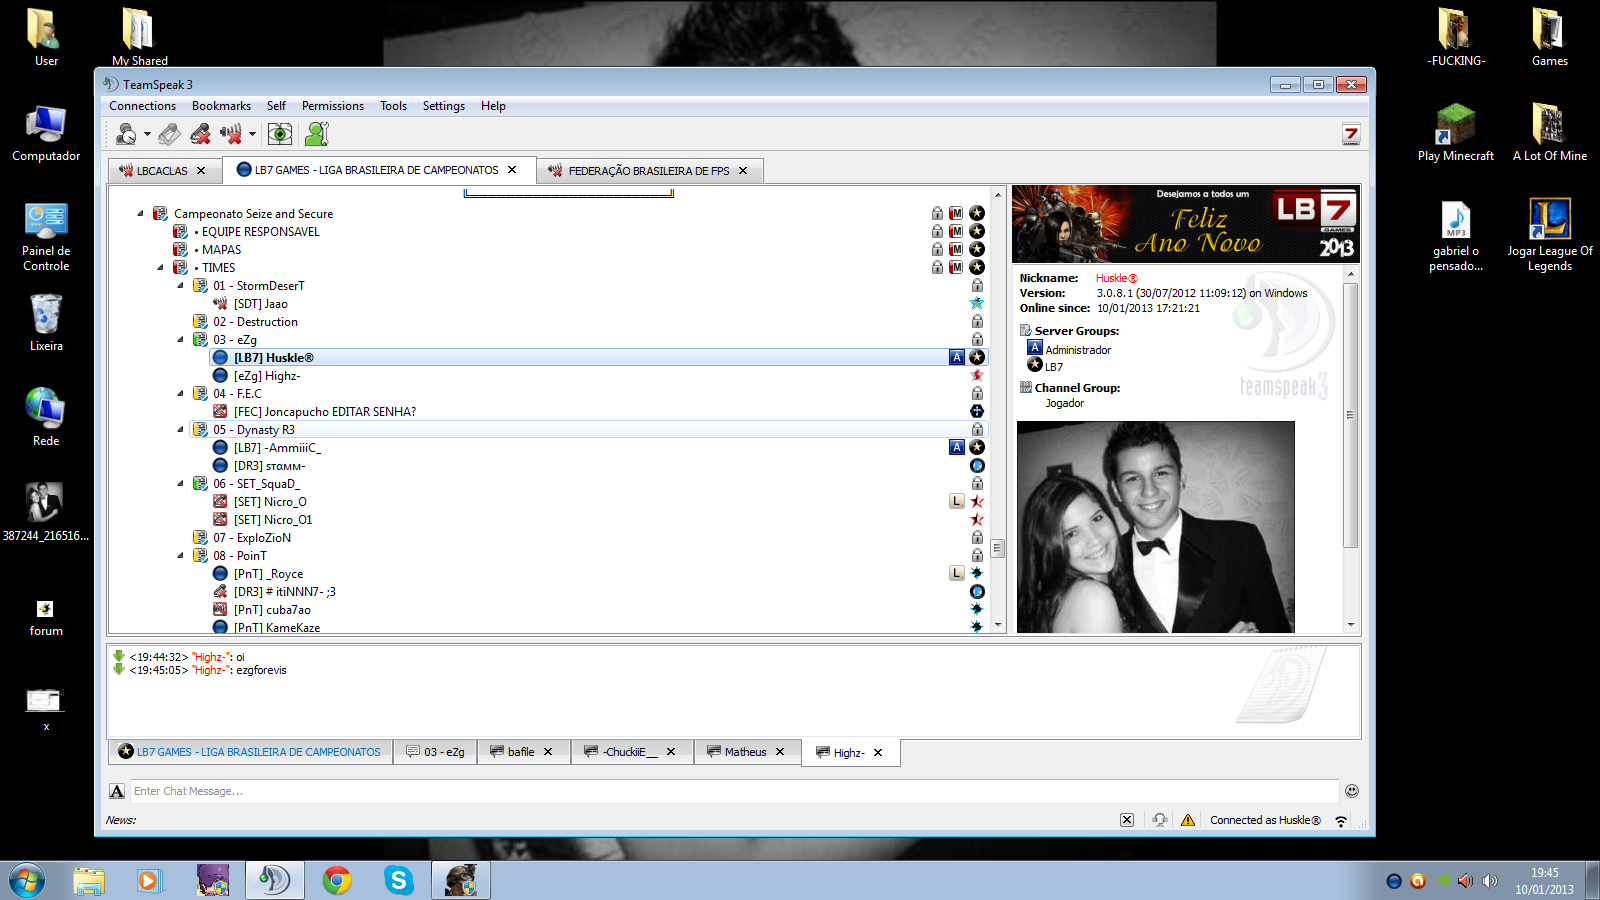 User
My Shared
-FUCKING-
Games
Computador
Play Minecraft
A Lot Of Mine
Painel de
Controle
MP3
gabriel o
pensado...
Jogar League Of
Legends
Lixeira
Rede
387244_216516...
forum
x
TeamSpeak 3
Connections Bookmarks Self Permissions Tools Settings Help
LBCACLAS
LB7 GAMES - LIGA BRASILEIRA DE CAMPEONATOS
FEDERAÇÃO BRASILEIRA DE FPS
Campeonato Seize and Secure
• EQUIPE RESPONSAVEL
• MAPAS
• TIMES
01 - StormDeserT
[SDT] Jaao
02 - Destruction
03 - eZg
[LB7] Huskle®
[eZg] Highz-
04 - F.E.C
[FEC] Joncapucho EDITAR SENHA?
05 - Dynasty R3
[LB7] -AmmiiiC_
[DR3] sтαмм-
06 - SET_SquaD_
[SET] Nicro_O
[SET] Nicro_O1
07 - ExploZioN
08 - PoinT
[PnT] _Royce
[DR3] # itiNNN7- ;3
[PnT] cuba7ao
[PnT] KameKaze
Desejamos a todos um
Feliz
Ano Novo
LB7
GAMES
2013
Nickname: Huskle®
Version: 3.0.8.1 (30/07/2012 11:09:12) on Windows
Online since: 10/01/2013 17:21:21
Server Groups:
A Administrador
LB7
Channel Group:
Jogador
teamspeak 3
<19:44:32> "Highz-": oi
<19:45:05> "Highz-": ezgforevis
LB7 GAMES - LIGA BRASILEIRA DE CAMPEONATOS
03 - eZg
bafile
-ChuckiiE__
Matheus
Highz-
Enter Chat Message...
News:
Connected as Huskle®
19:45
10/01/2013